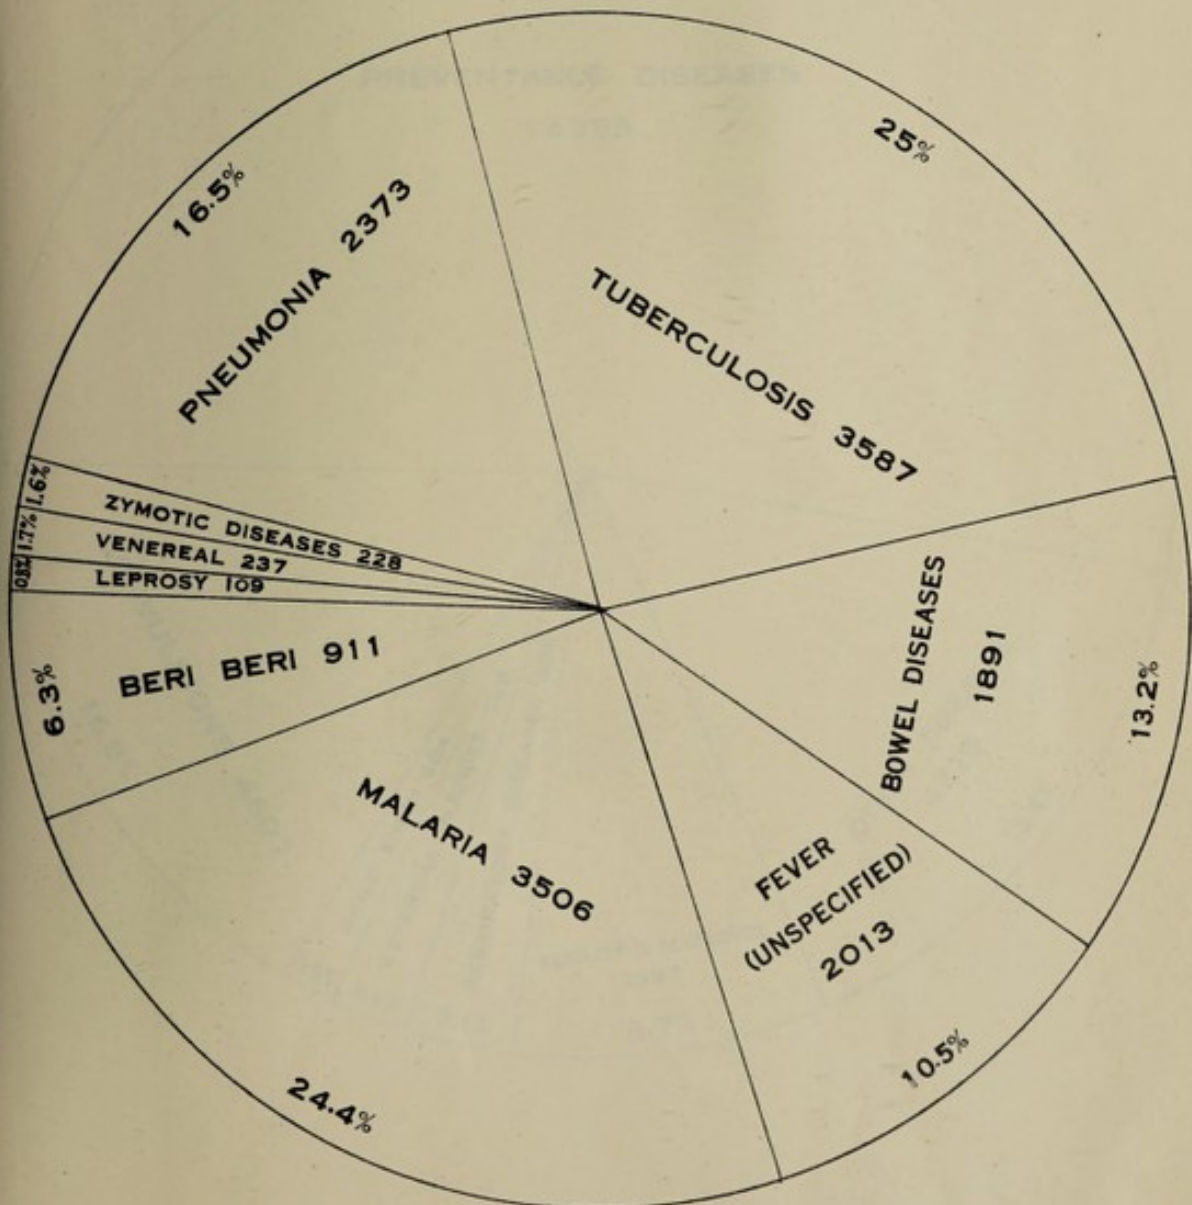 25%
TUBERCULOSIS 3587
BOWEL DISEASES
1891
13.2%
FEVER
(UNSPECIFIED)
2013
10.5%
MALARIA 3506
24.4%
BERI BERI 911
6.3%
LEPROSY 109
0.8%
VENEREAL 237
1.7%
ZYMOTIC DISEASES 228
1.6%
PNEUMONIA 2373
16.5%